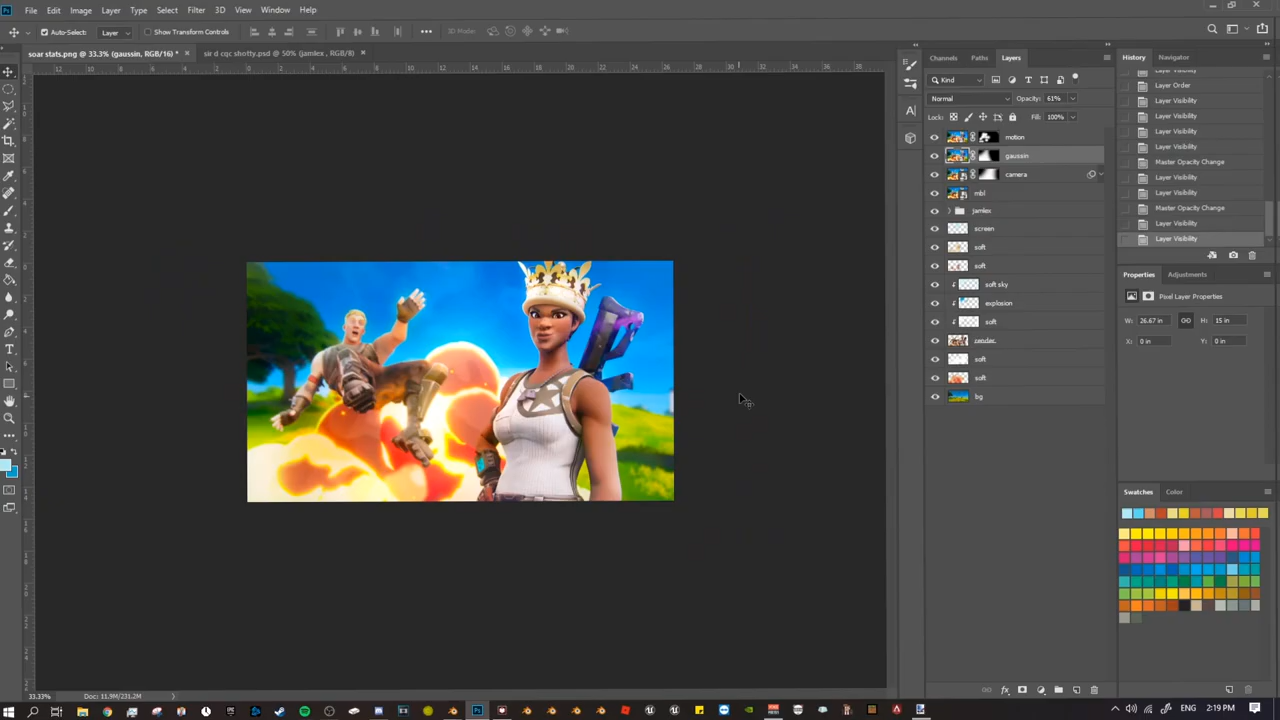 File Edit Image Layer Type Select Filter 3D View Window Help
Auto-Select: Layer Show Transform Controls 3D Mode:
soar stats.png @ 33.3% (gaussin, RGB/16) * × sir d cqc shotty.psd @ 50% (jamlex , RGB/8) ×
Channels Paths Layers
Kind
Normal Opacity: 61%
Lock: Fill: 100%
motion
gaussin
camera
mbl
jamlex
screen
soft
soft
soft sky
explosion
soft
render
soft
soft
bg
History Navigator
Layer Visibility
Layer Order
Layer Visibility
Layer Visibility
Layer Visibility
Layer Visibility
Master Opacity Change
Layer Visibility
Layer Visibility
Master Opacity Change
Layer Visibility
Layer Visibility
Properties Adjustments
Pixel Layer Properties
W: 26.67 in H: 15 in
X: 0 in Y: 0 in
Swatches Color
33.33% Doc: 11.9M/231.2M
ENG 2:19 PM